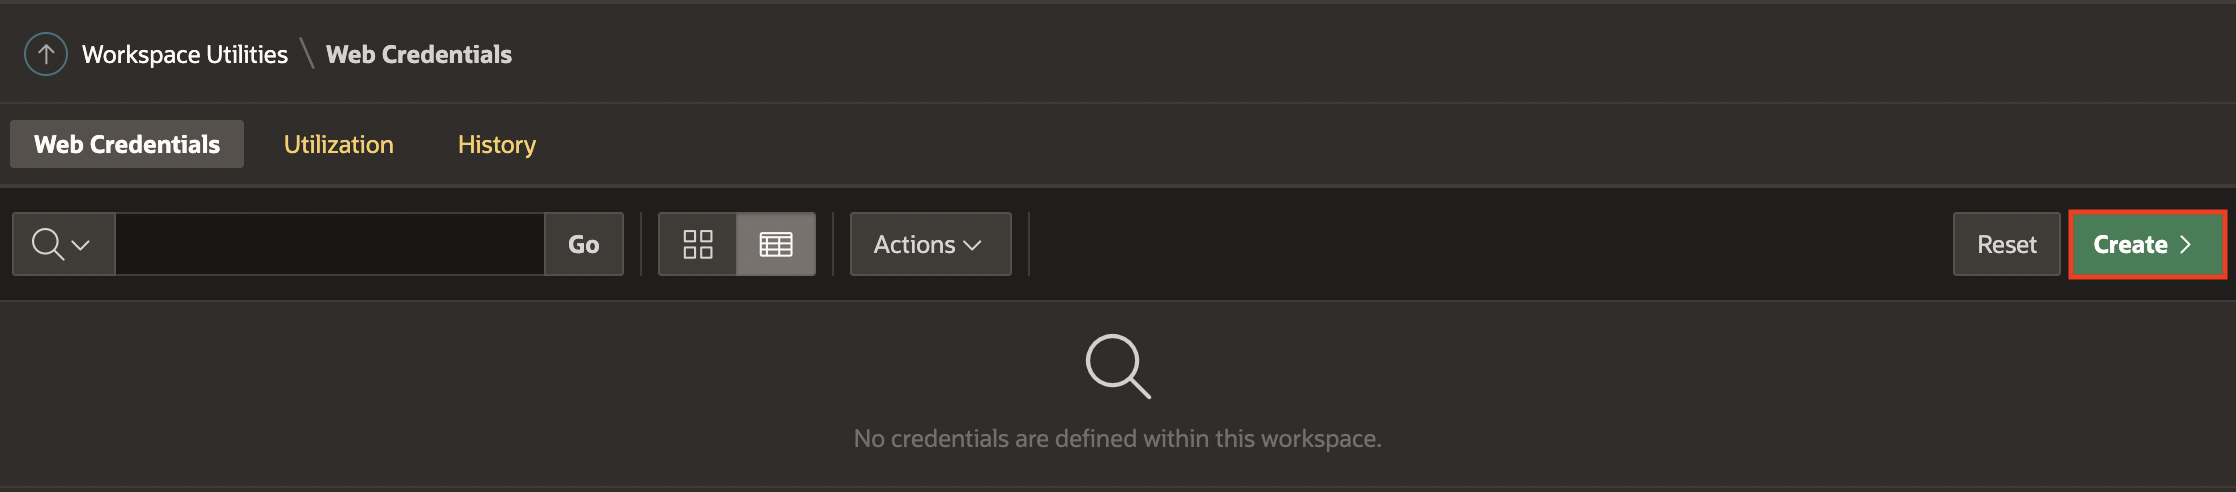 Workspace Utilities \ Web Credentials
Web Credentials Utilization History
Go Actions Reset Create
No credentials are defined within this workspace.